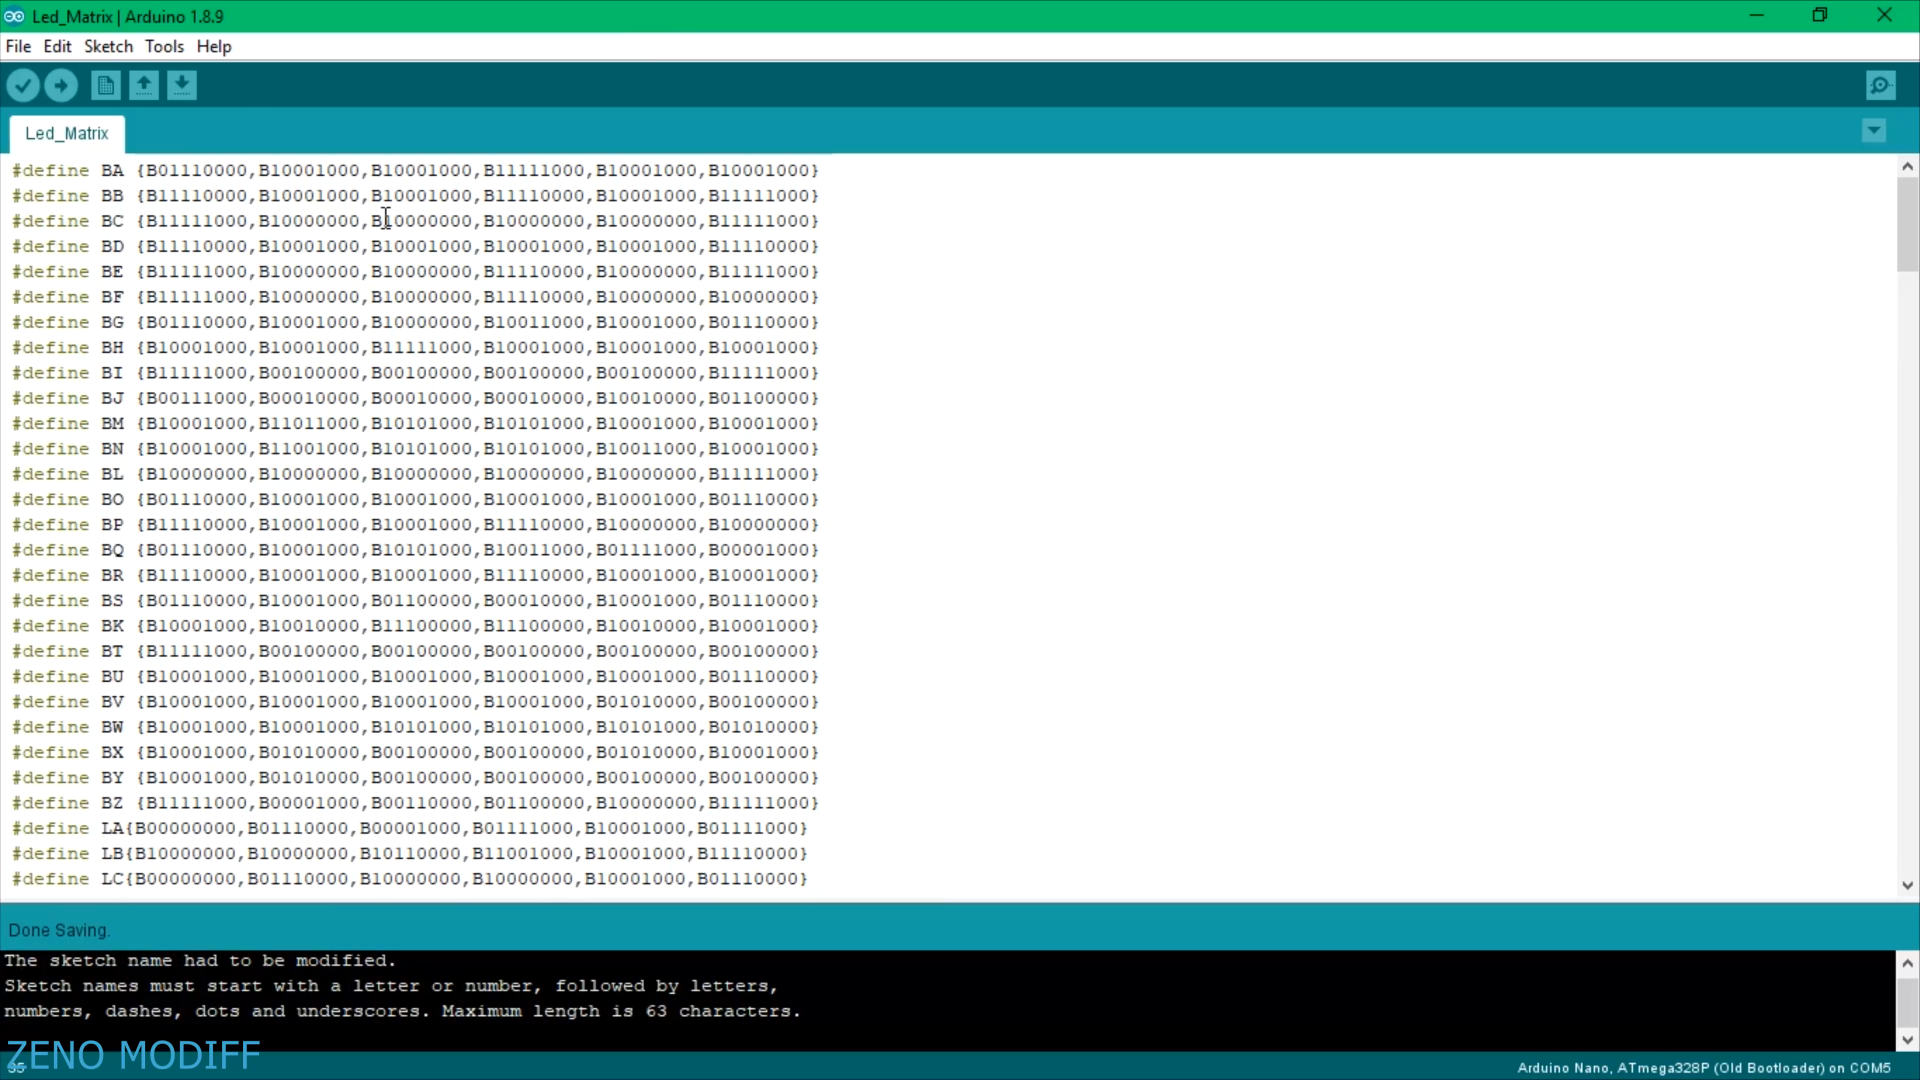 Led_Matrix | Arduino 1.8.9
File Edit Sketch Tools Help
Led_Matrix
#define BA {B01110000,B10001000,B10001000,B11111000,B10001000,B10001000}
#define BB {B11110000,B10001000,B10001000,B11110000,B10001000,B11111000}
#define BC {B11111000,B10000000,B10000000,B10000000,B10000000,B11111000}
#define BD {B11110000,B10001000,B10001000,B10001000,B10001000,B11110000}
#define BE {B11111000,B10000000,B10000000,B11110000,B10000000,B11111000}
#define BF {B11111000,B10000000,B10000000,B11110000,B10000000,B10000000}
#define BG {B01110000,B10001000,B10000000,B10011000,B10001000,B01110000}
#define BH {B10001000,B10001000,B11111000,B10001000,B10001000,B10001000}
#define BI {B11111000,B00100000,B00100000,B00100000,B00100000,B11111000}
#define BJ {B00111000,B00010000,B00010000,B00010000,B10010000,B01100000}
#define BM {B10001000,B11011000,B10101000,B10101000,B10001000,B10001000}
#define BN {B10001000,B11001000,B10101000,B10101000,B10011000,B10001000}
#define BL {B10000000,B10000000,B10000000,B10000000,B10000000,B11111000}
#define BO {B01110000,B10001000,B10001000,B10001000,B10001000,B01110000}
#define BP {B11110000,B10001000,B10001000,B11110000,B10000000,B10000000}
#define BQ {B01110000,B10001000,B10101000,B10011000,B01111000,B00001000}
#define BR {B11110000,B10001000,B10001000,B11110000,B10001000,B10001000}
#define BS {B01110000,B10001000,B01100000,B00010000,B10001000,B01110000}
#define BK {B10001000,B10010000,B11100000,B11100000,B10010000,B10001000}
#define BT {B11111000,B00100000,B00100000,B00100000,B00100000,B00100000}
#define BU {B10001000,B10001000,B10001000,B10001000,B10001000,B01110000}
#define BV {B10001000,B10001000,B10001000,B10001000,B01010000,B00100000}
#define BW {B10001000,B10001000,B10101000,B10101000,B10101000,B01010000}
#define BX {B10001000,B01010000,B00100000,B00100000,B01010000,B10001000}
#define BY {B10001000,B01010000,B00100000,B00100000,B00100000,B00100000}
#define BZ {B11111000,B00001000,B00110000,B01100000,B10000000,B11111000}
#define LA{B00000000,B01110000,B00001000,B01111000,B10001000,B01111000}
#define LB{B10000000,B10000000,B10110000,B11001000,B10001000,B11110000}
#define LC{B00000000,B01110000,B10000000,B10000000,B10001000,B01110000}
Done Saving.
The sketch name had to be modified.
Sketch names must start with a letter or number, followed by letters,
numbers, dashes, dots and underscores. Maximum length is 63 characters.
ZENO MODIFF
Arduino Nano, ATmega328P (Old Bootloader) on COM5